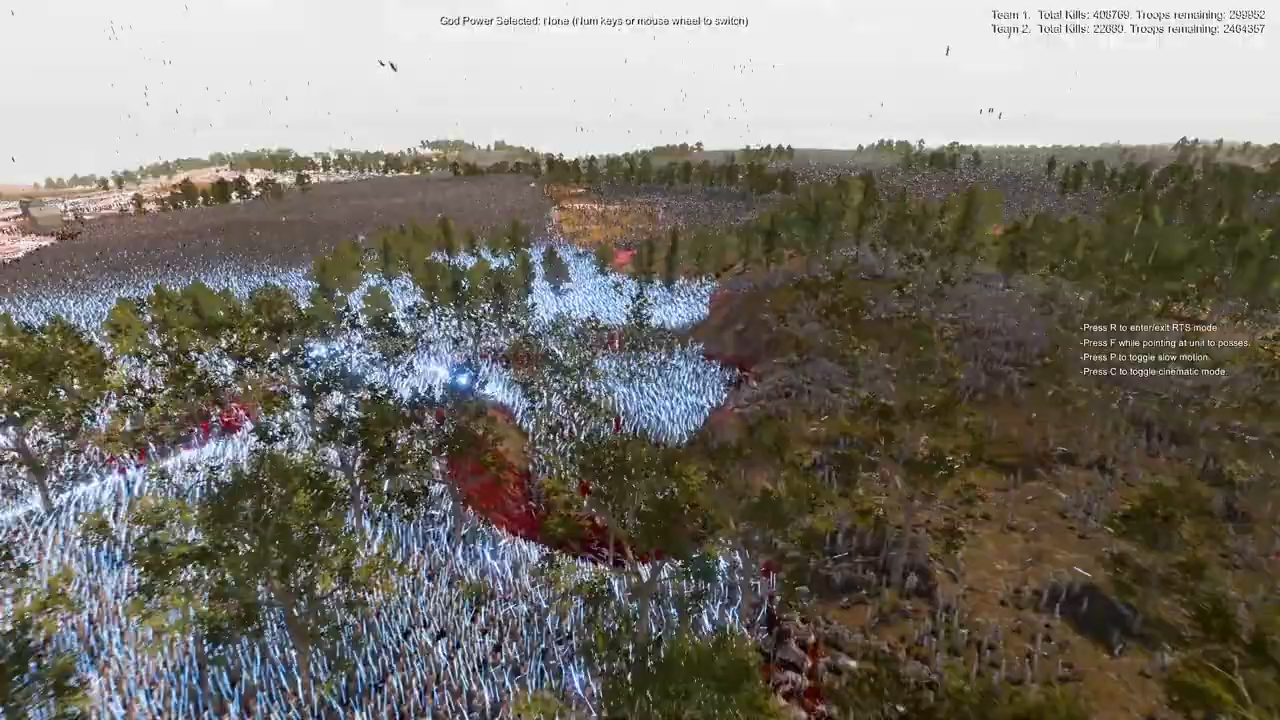 God Power Selected: None (Num keys or mouse wheel to switch)
Team 1. Total Kills: 408769. Troops remaining: 299952
Team 2. Total Kills: 22680. Troops remaining: 2464357
-Press R to enter/exit RTS mode
-Press F while pointing at unit to posses.
-Press P to toggle slow motion.
-Press C to toggle cinematic mode.